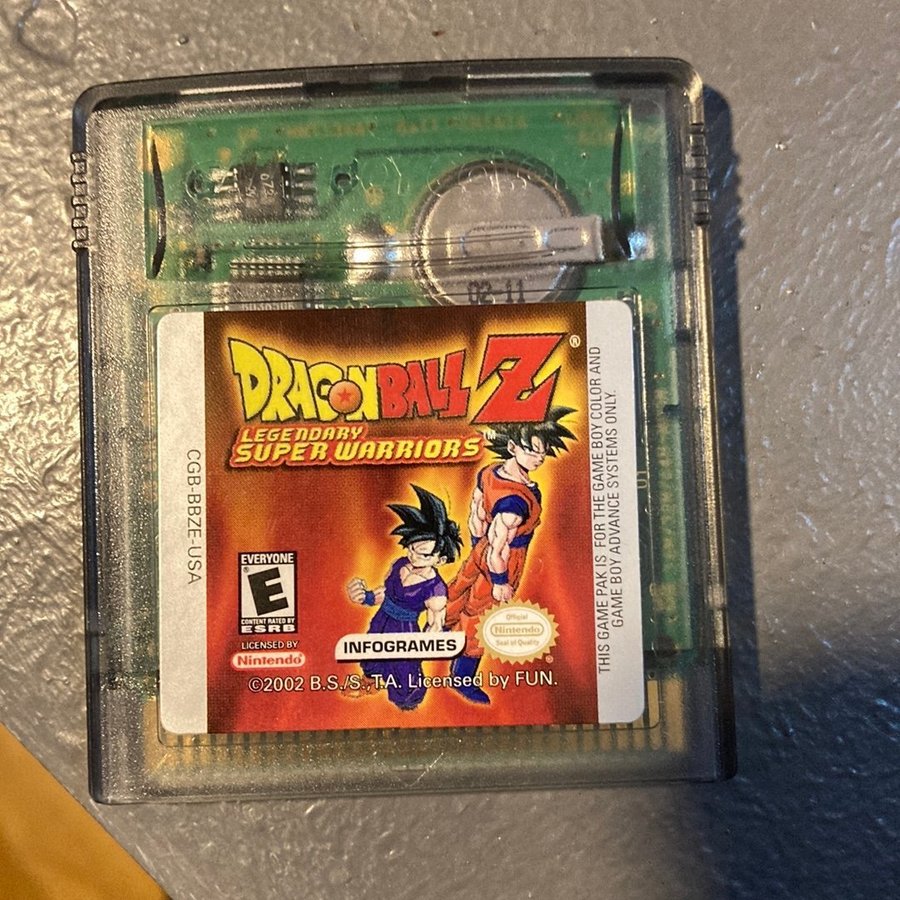 02-11
DRAGONBALL Z®
LEGENDARY
SUPER WARRIORS
CGB-BBZE-USA
EVERYONE
E
CONTENT RATED BY
ESRB
LICENSED BY
Nintendo
INFOGRAMES
Official
Nintendo
Seal of Quality
©2002 B.S./S.,T.A. Licensed by FUN.
THIS GAME PAK IS FOR THE GAME BOY COLOR AND
GAME BOY ADVANCE SYSTEMS ONLY.